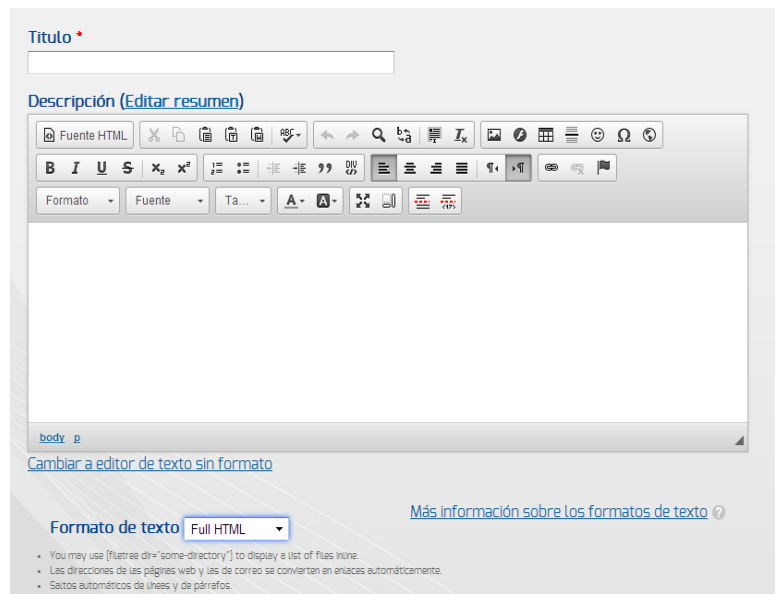 Titulo *
Descripción (Editar resumen)
Fuente HTML
B I U S x₂ x² ❟❟ DIV
Formato Fuente Ta... A A
body p
Cambiar a editor de texto sin formato
Más información sobre los formatos de texto ?
Formato de texto Full HTML
You may use [filetree dir="some-directory"] to display a list of files inline.
Las direcciones de las páginas web y las de correo se convierten en enlaces automáticamente.
Saltos automáticos de líneas y de párrafos.